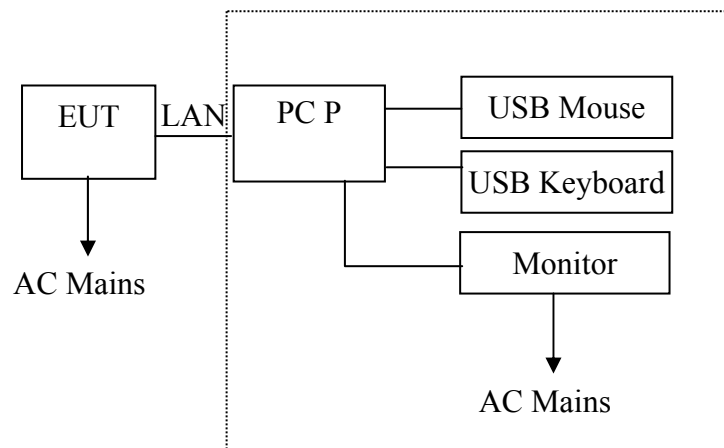 EUT
LAN
PC P
USB Mouse
USB Keyboard
Monitor
AC Mains
AC Mains